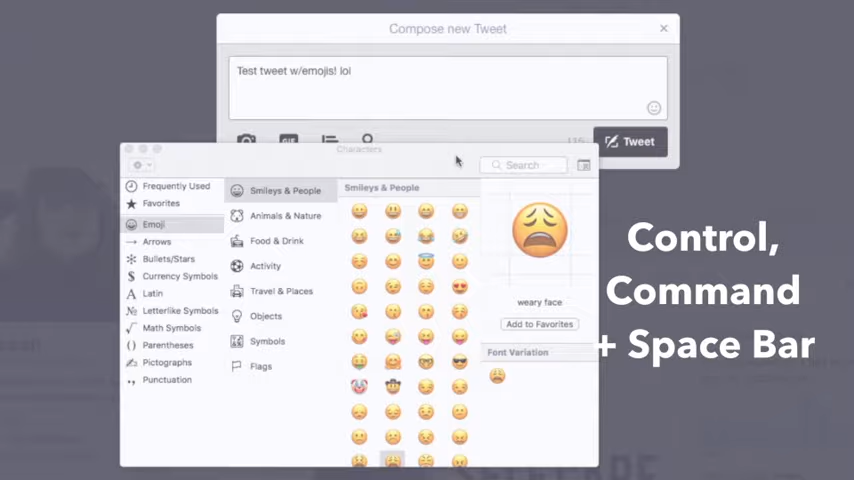 Compose new Tweet
Test tweet w/emojis! lol
GIF
115
Tweet
Characters
Search
Frequently Used
Favorites
Emoji
Arrows
Bullets/Stars
Currency Symbols
Latin
Letterlike Symbols
Math Symbols
Parentheses
Pictographs
Punctuation
Smileys & People
Animals & Nature
Food & Drink
Activity
Travel & Places
Objects
Symbols
Flags
Smileys & People
weary face
Add to Favorites
Font Variation
Control,
Command
+ Space Bar